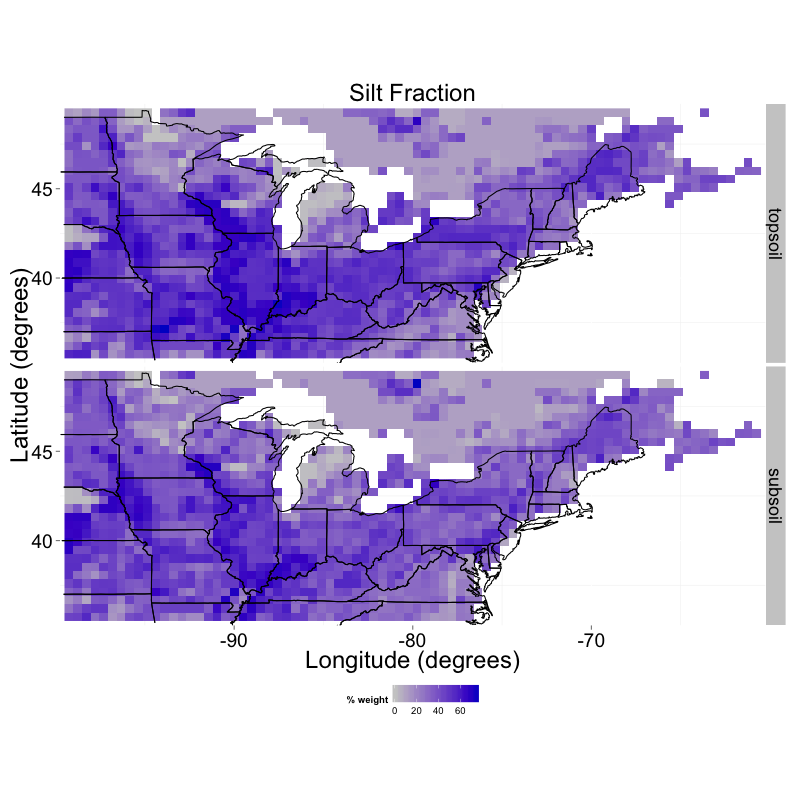 Silt Fraction
45
40
topsoil
45
40
subsoil
Latitude (degrees)
-90 -80 -70
Longitude (degrees)
% weight
0 20 40 60